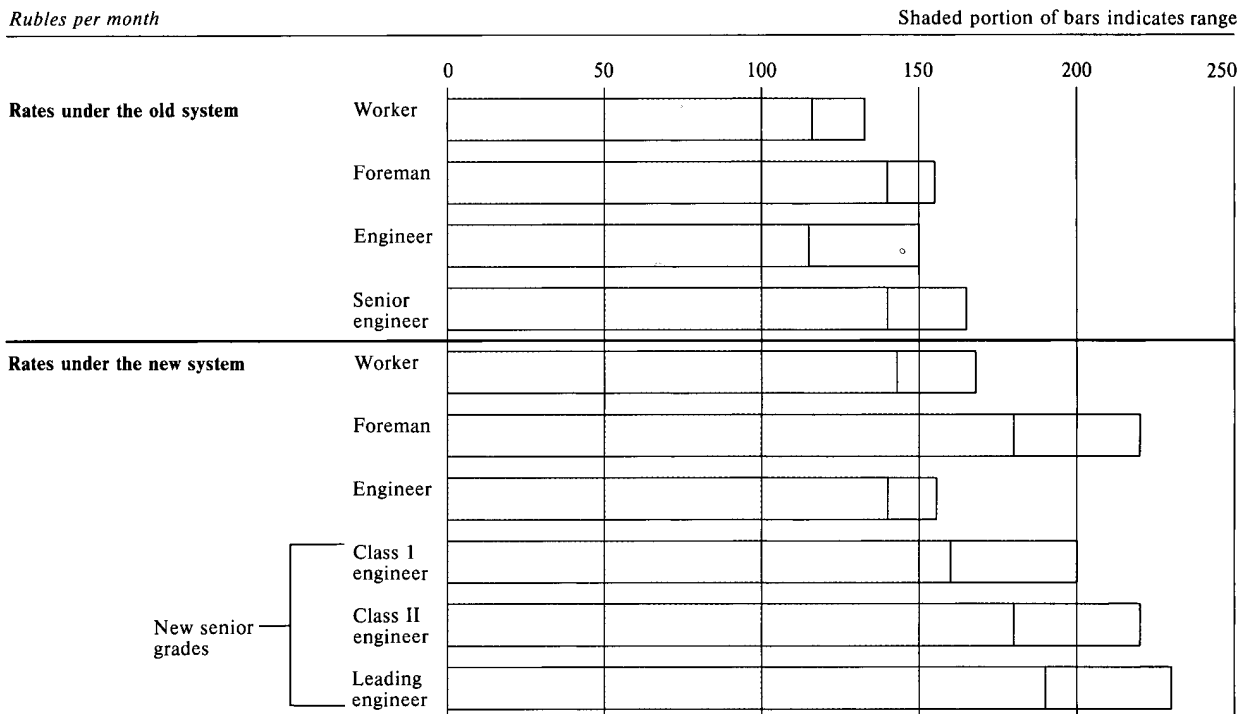 Rubles per month
Shaded portion of bars indicates range
0 50 100 150 200 250
Rates under the old system
Worker
Foreman
Engineer
Senior
engineer
Rates under the new system
Worker
Foreman
Engineer
New senior
grades
Class 1
engineer
Class II
engineer
Leading
engineer